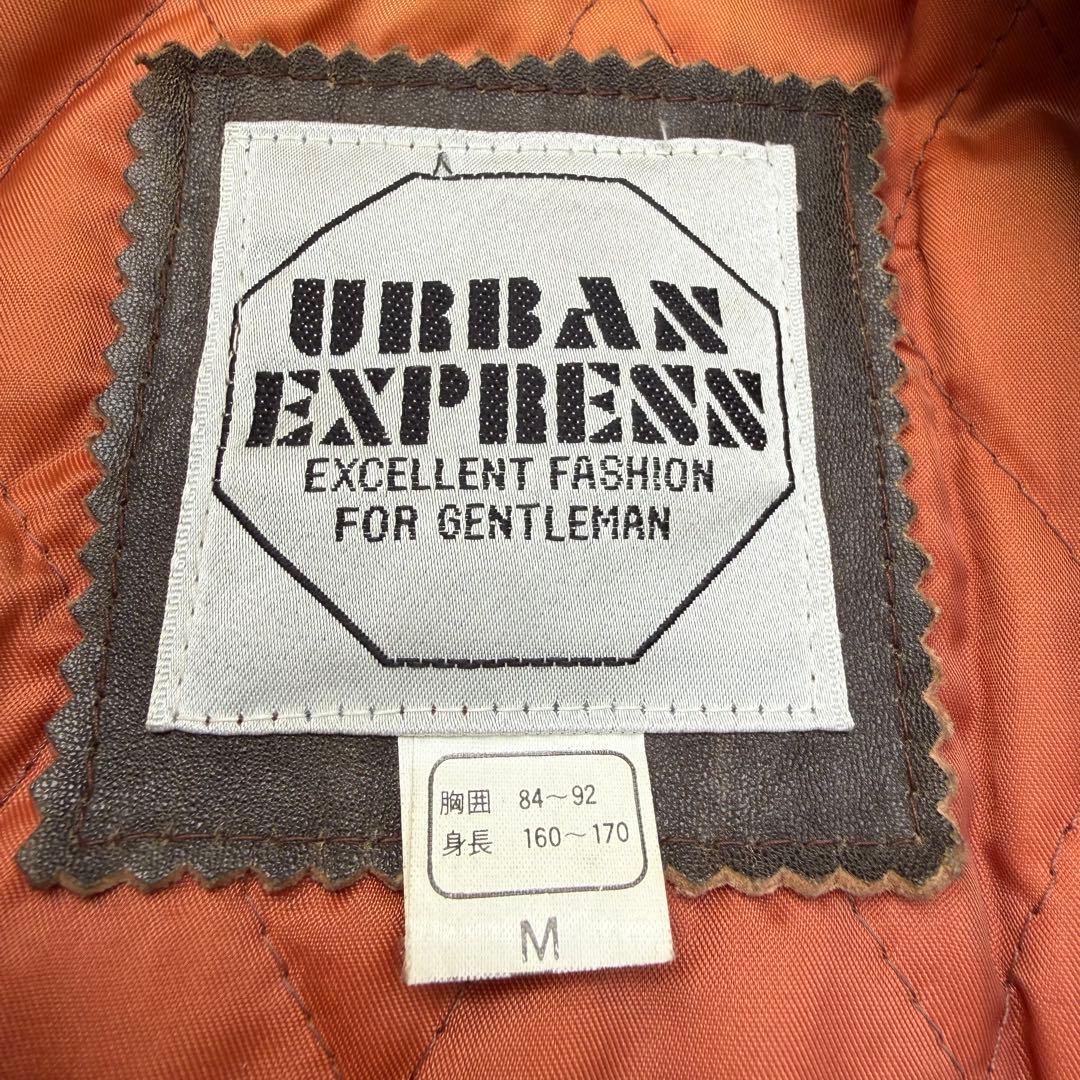 URBAN
EXPRESS
EXCELLENT FASHION
FOR GENTLEMAN
胸囲 84～92
身長 160～170
M